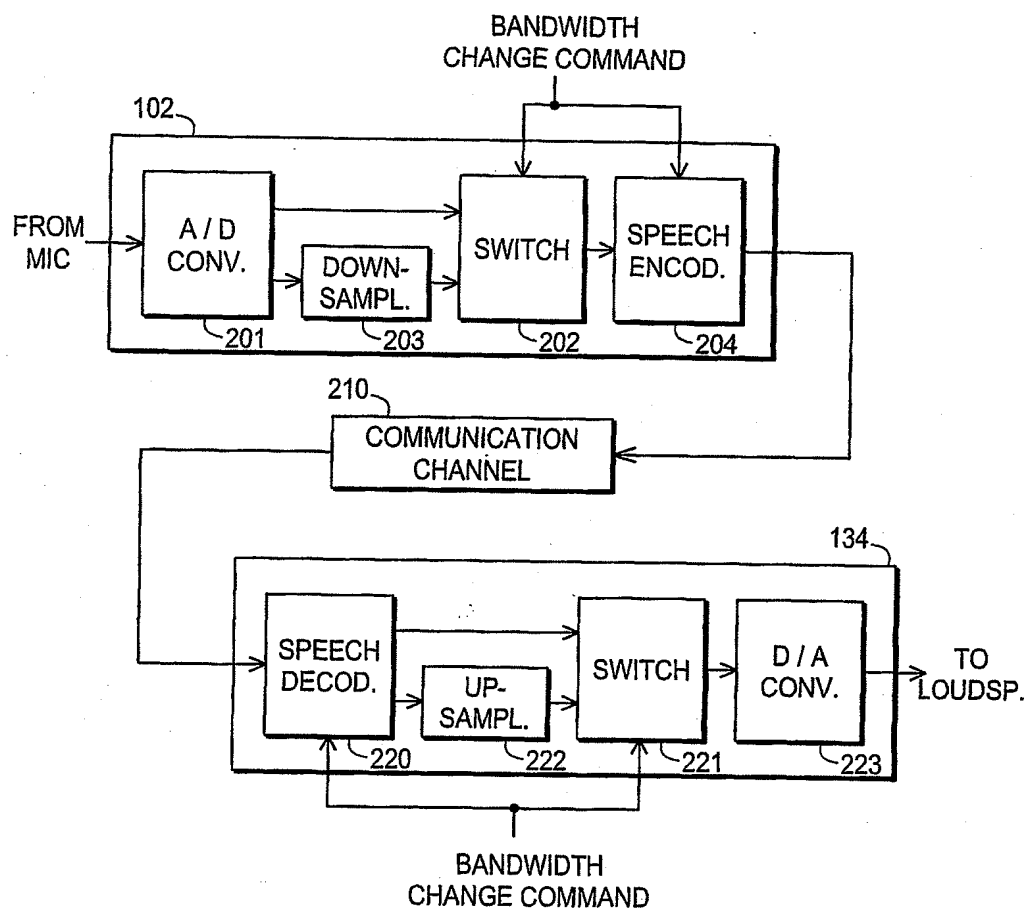 BANDWIDTH
CHANGE COMMAND
102
FROM
MIC
A / D
CONV.
DOWN-
SAMPL.
SWITCH
SPEECH
ENCOD.
201
203
202
204
210
COMMUNICATION
CHANNEL
134
SPEECH
DECOD.
UP-
SAMPL.
SWITCH
D / A
CONV.
TO
LOUDSP.
220
222
221
223
BANDWIDTH
CHANGE COMMAND